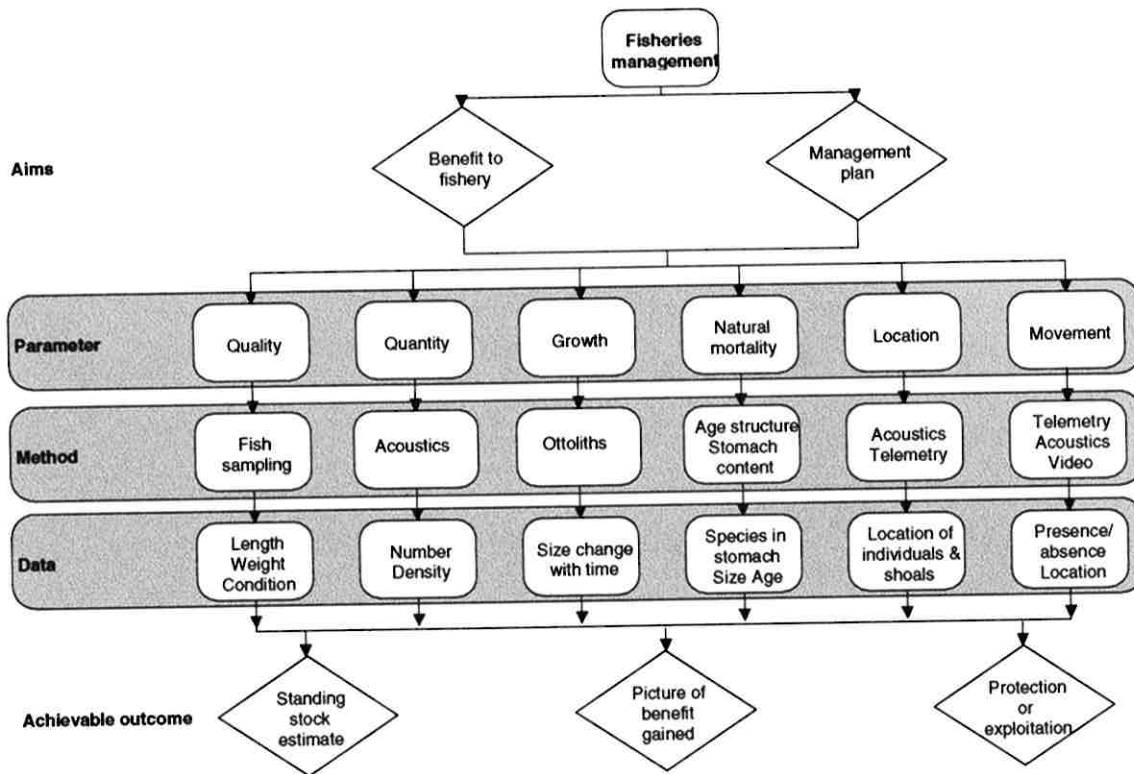 Fisheries
management
Aims
Benefit to
fishery
Management
plan
Parameter
Quality
Quantity
Growth
Natural
mortality
Location
Movement
Method
Fish
sampling
Acoustics
Ottoliths
Age structure
Stomach
content
Acoustics
Telemetry
Telemetry
Acoustics
Video
Data
Length
Weight
Condition
Number
Density
Size change
with time
Species in
stomach
Size Age
Location of
individuals &
shoals
Presence/
absence
Location
Achievable outcome
Standing
stock
estimate
Picture of
benefit
gained
Protection
or
exploitation